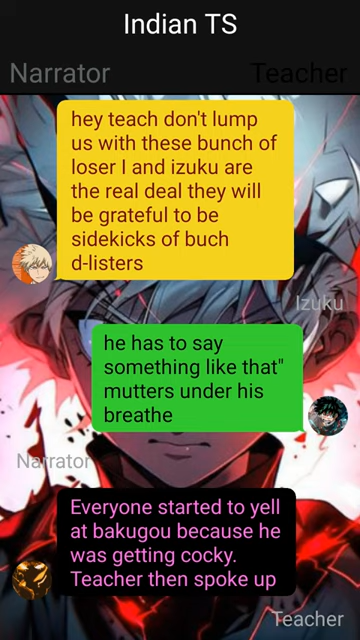 Indian TS
Narrator
Teacher
hey teach don't lump
us with these bunch of
loser I and izuku are
the real deal they will
be grateful to be
sidekicks of buch
d-listers
Izuku
he has to say
something like that"
mutters under his
breathe
Narrator
Everyone started to yell
at bakugou because he
was getting cocky.
Teacher then spoke up
Teacher